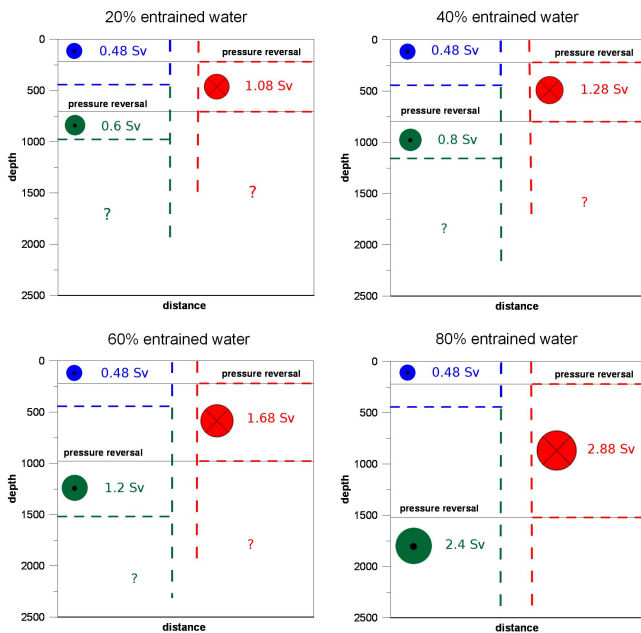 20% entrained water
0
500
1000
1500
2000
2500
depth
distance
0.48 Sv
pressure reversal
1.08 Sv
pressure reversal
0.6 Sv
?
?
40% entrained water
0
500
1000
1500
2000
2500
depth
distance
0.48 Sv
pressure reversal
1.28 Sv
pressure reversal
0.8 Sv
?
?
60% entrained water
0
500
1000
1500
2000
2500
depth
distance
0.48 Sv
pressure reversal
1.68 Sv
pressure reversal
1.2 Sv
?
?
80% entrained water
0
500
1000
1500
2000
2500
depth
distance
0.48 Sv
pressure reversal
2.88 Sv
pressure reversal
2.4 Sv